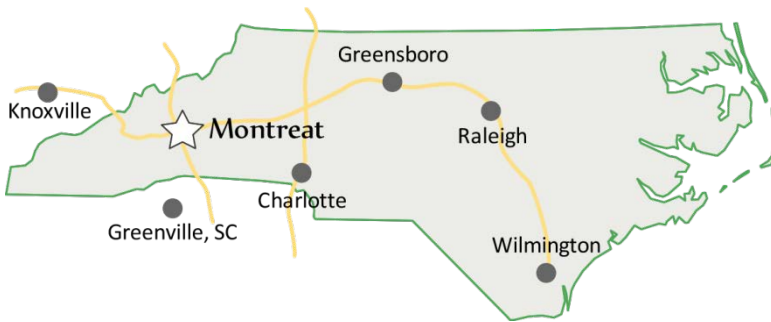 Greensboro
Knoxville
Montreat
Raleigh
Charlotte
Greenville, SC
Wilmington